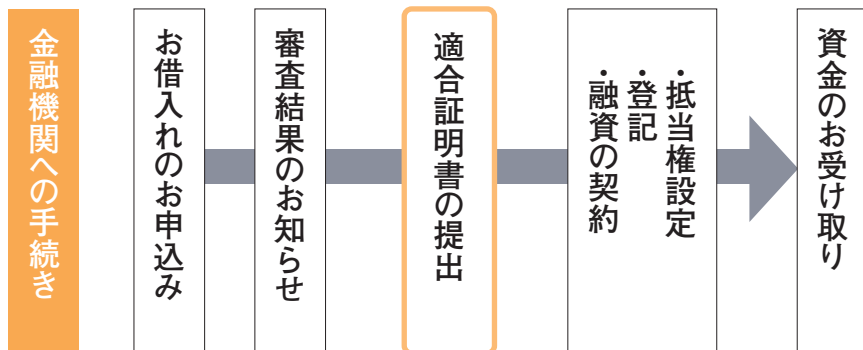 金融機関への手続き
お借入れのお申込み
審査結果のお知らせ
適合証明書の提出
・抵当権設定
・登記
・融資の契約
資金のお受け取り